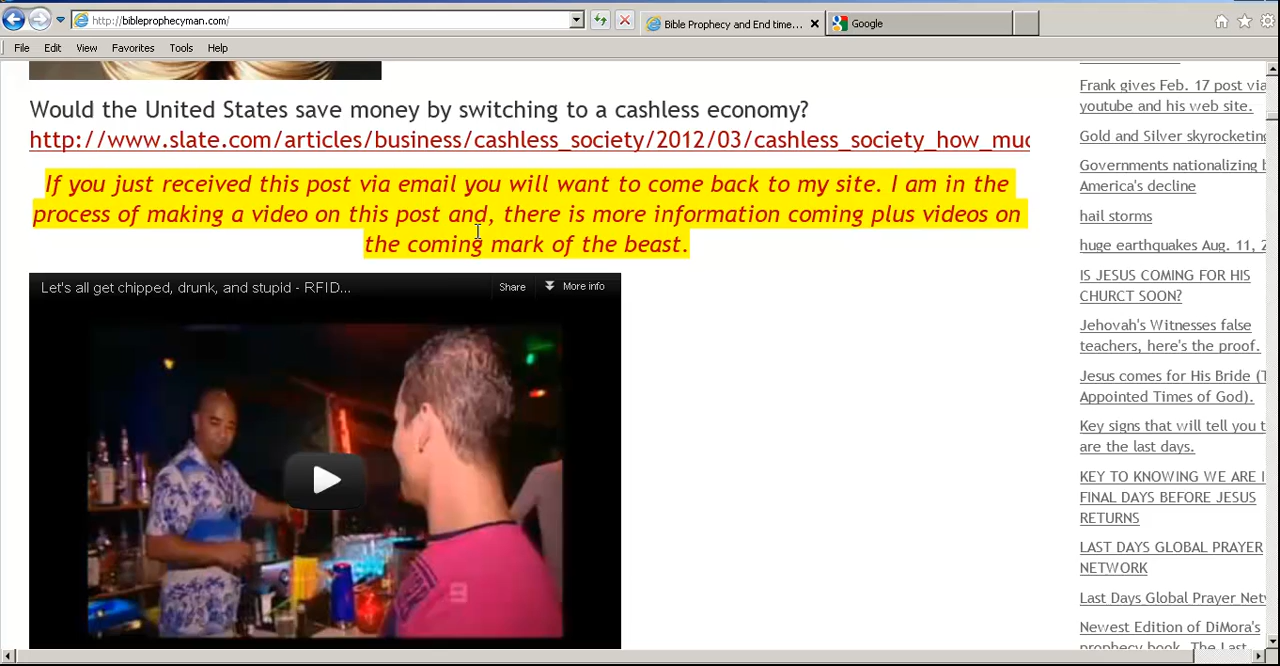 http://bibleprophecyman.com/
Bible Prophecy and End time...
Google
File Edit View Favorites Tools Help
Would the United States save money by switching to a cashless economy?
http://www.slate.com/articles/business/cashless_society/2012/03/cashless_society_how_muc
If you just received this post via email you will want to come back to my site. I am in the
process of making a video on this post and, there is more information coming plus videos on
the coming mark of the beast.
Let's all get chipped, drunk, and stupid - RFID...
Share
More info
Frank gives Feb. 17 post via
youtube and his web site.
Gold and Silver skyrocketing
Governments nationalizing b
America's decline
hail storms
huge earthquakes Aug. 11, 2
IS JESUS COMING FOR HIS
CHURCT SOON?
Jehovah's Witnesses false
teachers, here's the proof.
Jesus comes for His Bride (T
Appointed Times of God).
Key signs that will tell you t
are the last days.
KEY TO KNOWING WE ARE I
FINAL DAYS BEFORE JESUS
RETURNS
LAST DAYS GLOBAL PRAYER
NETWORK
Last Days Global Prayer Netw
Newest Edition of DiMora's
prophecy book, The Last